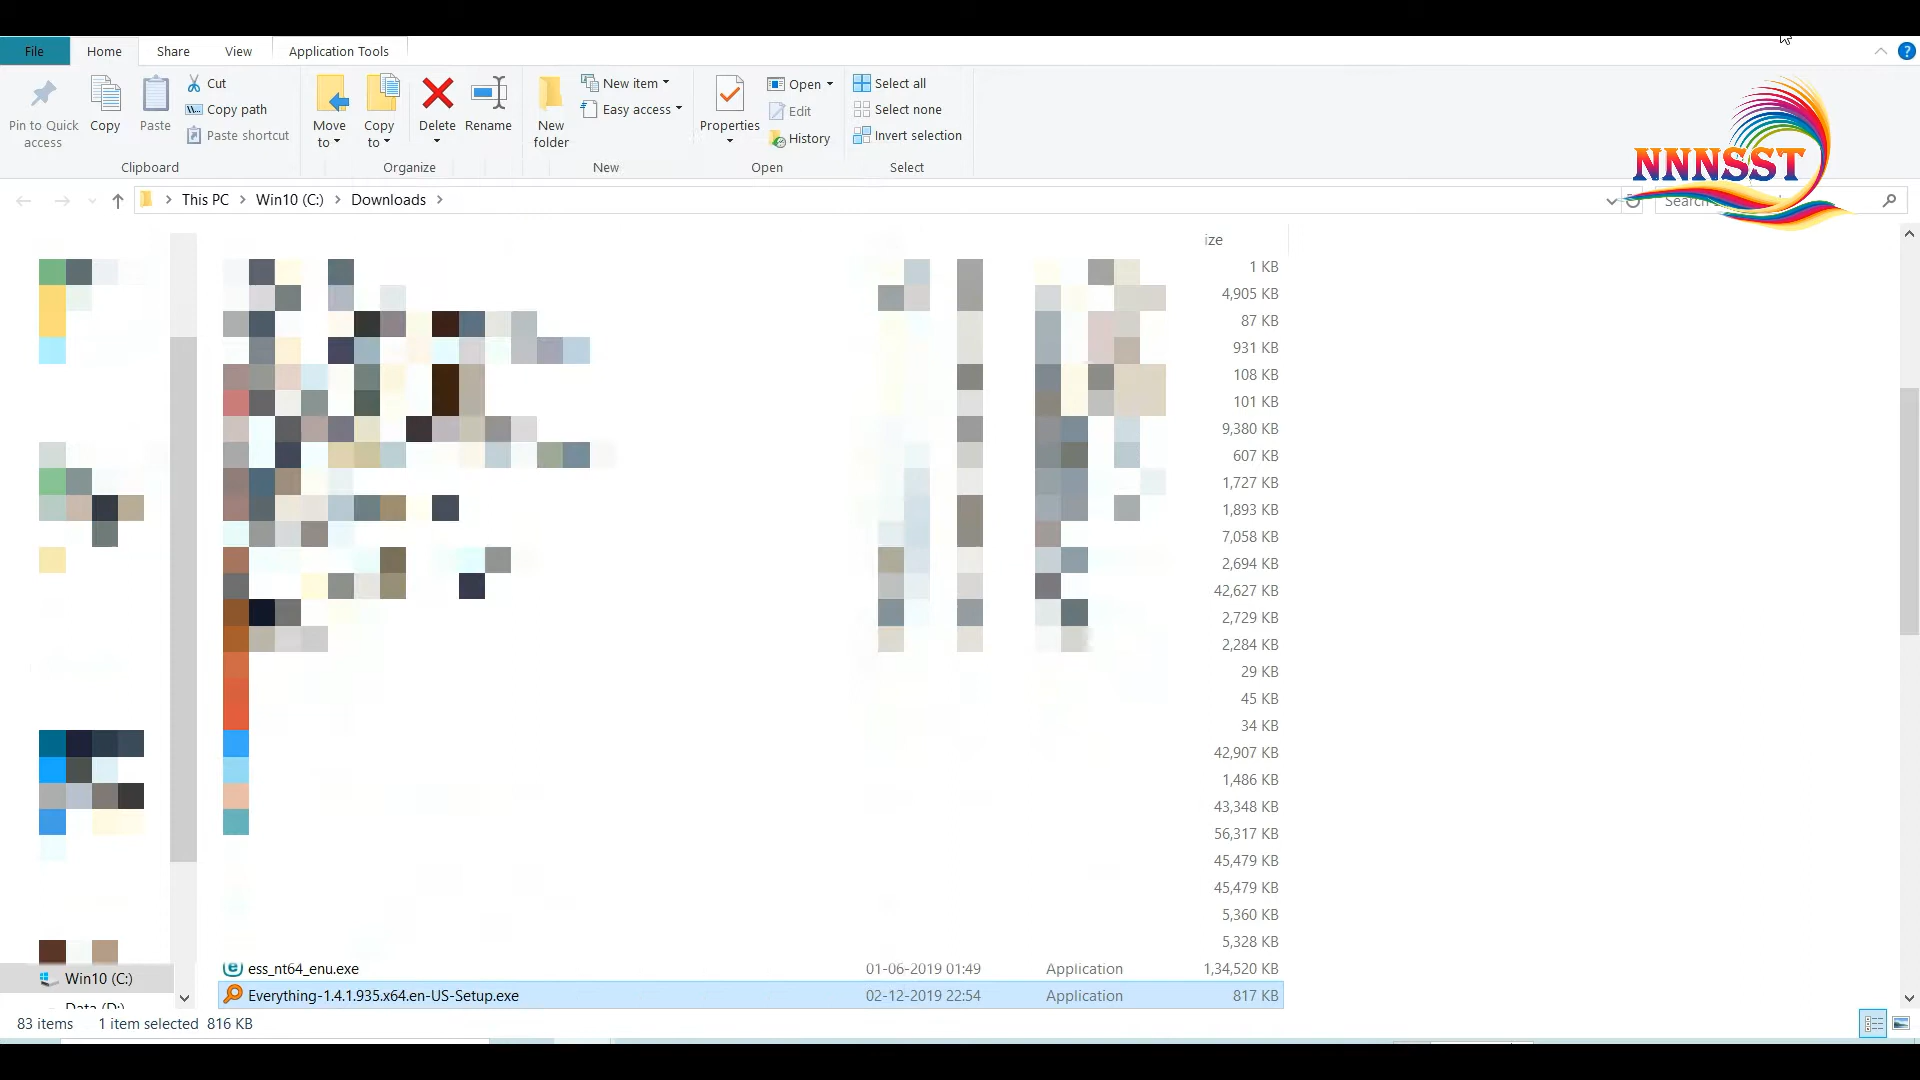 File Home Share View Application Tools
Pin to Quick access
Copy
Paste
Cut
Copy path
Paste shortcut
Clipboard
Move to
Copy to
Delete
Rename
Organize
New folder
New item
Easy access
New
Properties
Open
Edit
History
Open
Select all
Select none
Invert selection
Select
NNNSST
This PC > Win10 (C:) > Downloads >
Search
ize
1 KB
4,905 KB
87 KB
931 KB
108 KB
101 KB
9,380 KB
607 KB
1,727 KB
1,893 KB
7,058 KB
2,694 KB
42,627 KB
2,729 KB
2,284 KB
29 KB
45 KB
34 KB
42,907 KB
1,486 KB
43,348 KB
56,317 KB
45,479 KB
45,479 KB
5,360 KB
5,328 KB
ess_nt64_enu.exe 01-06-2019 01:49 Application 1,34,520 KB
Everything-1.4.1.935.x64.en-US-Setup.exe 02-12-2019 22:54 Application 817 KB
Win10 (C:)
Data (D:)
83 items 1 item selected 816 KB